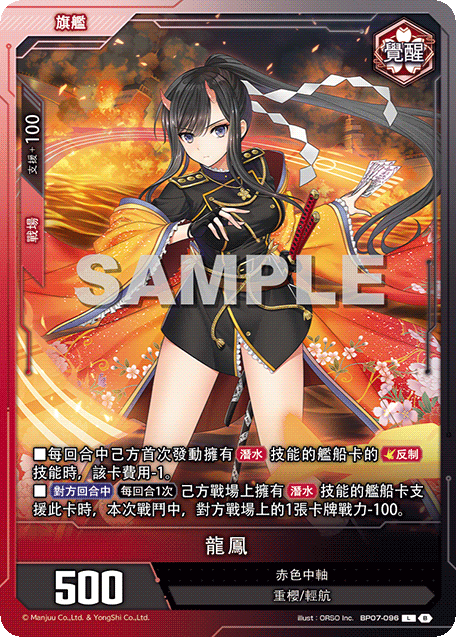 旗艦
覺醒
支援+100
戰場
SAMPLE
■每回合中己方首次發動擁有 潛水 技能的艦船卡的 反制
技能時，該卡費用-1。
■ 對方回合中 每回合1次 己方戰場上擁有 潛水 技能的艦船卡支
援此卡時，本次戰鬥中，對方戰場上的1張卡牌戰力-100。
龍鳳
500
赤色中軸
重櫻/輕航
© Manjuu Co.,Ltd. & YongShi Co.,Ltd.
illust : ORSO Inc. BP07-096 L B